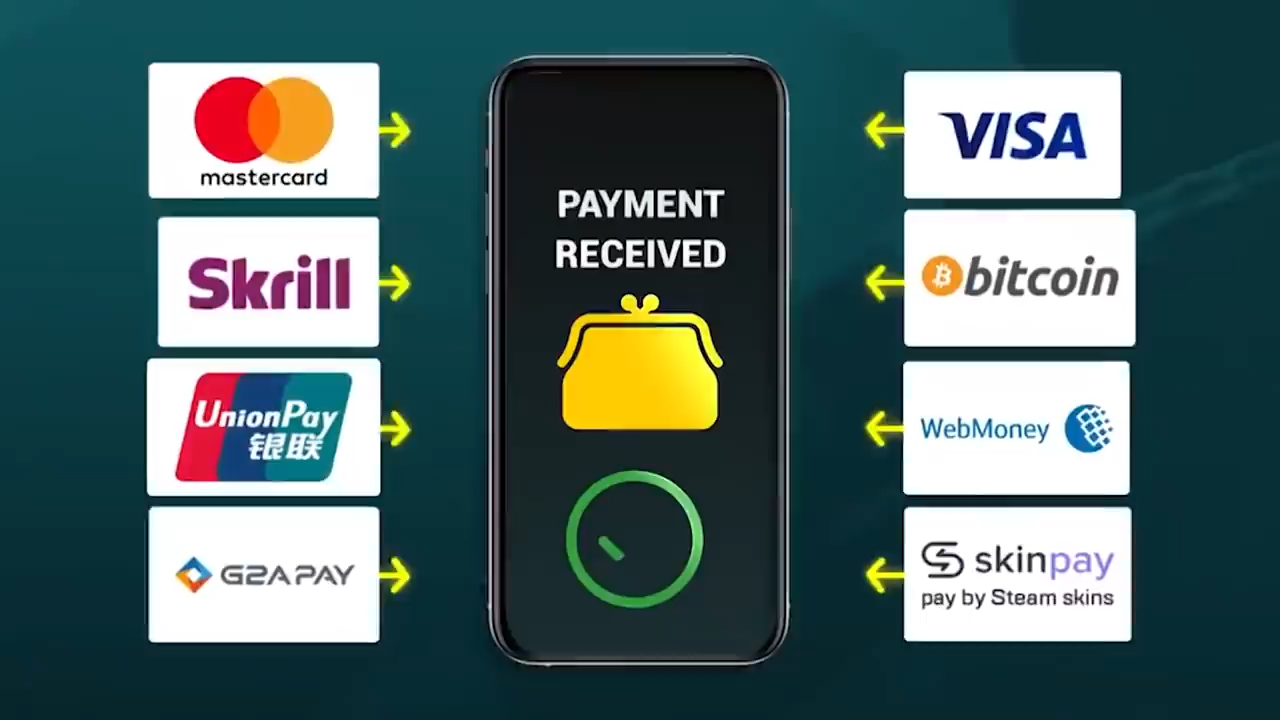 mastercard
Skrill
UnionPay
银联
G2A PAY
PAYMENT
RECEIVED
VISA
bitcoin
WebMoney
skinpay
pay by Steam skins